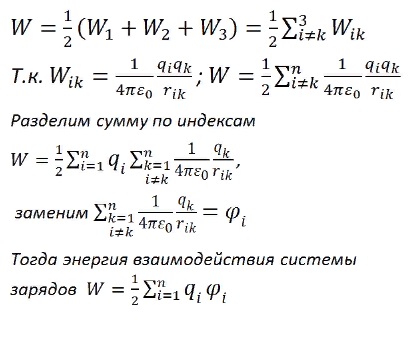 W = 1/2 (W₁ + W₂ + W₃) = 1/2 ∑³ᵢ≠ₖ Wᵢₖ
Т.к. Wᵢₖ = 1/(4πε₀) qᵢqₖ/rᵢₖ ; W = 1/2 ∑ⁿᵢ≠ₖ 1/(4πε₀) qᵢqₖ/rᵢₖ
Разделим сумму по индексам
W = 1/2 ∑ⁿᵢ₌₁ qᵢ ∑ⁿₖ₌₁ ᵢ≠ₖ 1/(4πε₀) qₖ/rᵢₖ,
заменим ∑ⁿₖ₌₁ ᵢ≠ₖ 1/(4πε₀) qₖ/rᵢₖ = φᵢ
Тогда энергия взаимодействия системы
зарядов W = 1/2 ∑ⁿᵢ₌₁ qᵢ φᵢ